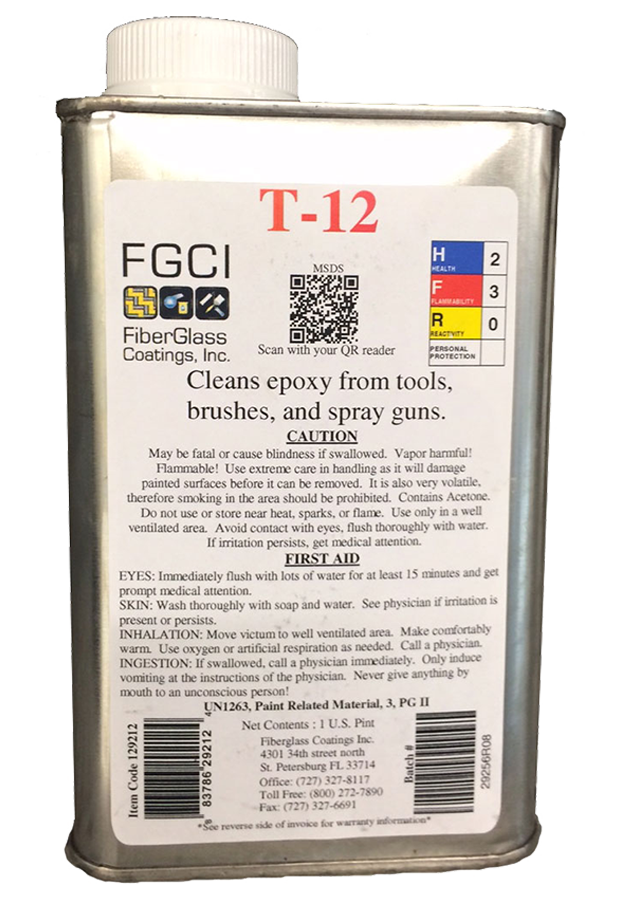 T-12
FGCI
FiberGlass
Coatings, Inc.
MSDS
Scan with your QR reader
H
HEALTH
2
F
FLAMMABILITY
3
R
REACTIVITY
0
PERSONAL
PROTECTION
Cleans epoxy from tools,
brushes, and spray guns.
CAUTION
May be fatal or cause blindness if swallowed. Vapor harmful!
Flammable! Use extreme care in handling as it will damage
painted surfaces before it can be removed. It is also very volatile,
therefore smoking in the area should be prohibited. Contains Acetone.
Do not use or store near heat, sparks, or flame. Use only in a well
ventilated area. Avoid contact with eyes, flush thoroughly with water.
If irritation persists, get medical attention.
FIRST AID
EYES: Immediately flush with lots of water for at least 15 minutes and get
prompt medical attention.
SKIN: Wash thoroughly with soap and water. See physician if irritation is
present or persists.
INHALATION: Move victum to well ventilated area. Make comfortably
warm. Use oxygen or artificial respiration as needed. Call a physician.
INGESTION: If swallowed, call a physician immediately. Only induce
vomiting at the instructions of the physician. Never give anything by
mouth to an unconscious person!
UN1263, Paint Related Material, 3, PG II
Item Code 129212
8 83786 29212 4
Net Contents : 1 U.S. Pint
Fiberglass Coatings Inc.
4301 34th street north
St. Petersburg FL 33714
Office: (727) 327-8117
Toll Free: (800) 272-7890
Fax: (727) 327-6691
Batch #
29256R08
*See reverse side of invoice for warranty information*